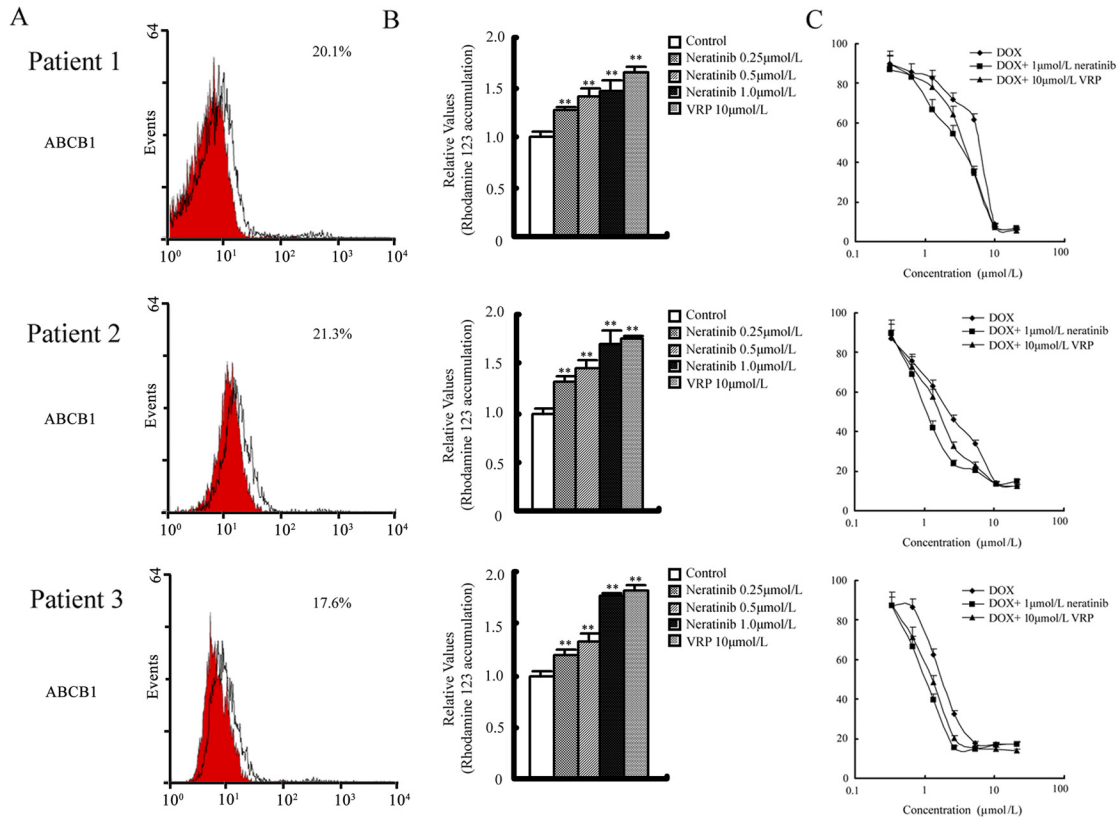 A
B
C
Patient 1
ABCB1
64
Events
20.1%
10⁰ 10¹ 10² 10³ 10⁴
Relative Values
(Rhodamine 123 accumulation)
2.0
1.5
1.0
0.5
0
** ** ** **
Control
Neratinib 0.25μmol/L
Neratinib 0.5μmol/L
Neratinib 1.0μmol/L
VRP 10μmol/L
100
80
60
40
20
0
0.1 1 10 100
Concentration (μmol/L)
DOX
DOX+ 1μmol/L neratinib
DOX+ 10μmol/L VRP
Patient 2
ABCB1
64
Events
21.3%
10⁰ 10¹ 10² 10³ 10⁴
Relative Values
(Rhodamine 123 accumulation)
2.0
1.5
1.0
0.5
0
** ** ** **
Control
Neratinib 0.25μmol/L
Neratinib 0.5μmol/L
Neratinib 1.0μmol/L
VRP 10μmol/L
100
80
60
40
20
0
0.1 1 10 100
Concentration (μmol/L)
DOX
DOX+ 1μmol/L neratinib
DOX+ 10μmol/L VRP
Patient 3
ABCB1
64
Events
17.6%
10⁰ 10¹ 10² 10³ 10⁴
Relative Values
(Rhodamine 123 accumulation)
2.0
1.5
1.0
0.5
0
** ** ** **
Control
Neratinib 0.25μmol/L
Neratinib 0.5μmol/L
Neratinib 1.0μmol/L
VRP 10μmol/L
100
80
60
40
20
0
0.1 1 10 100
Concentration (μmol/L)
DOX
DOX+ 1μmol/L neratinib
DOX+ 10μmol/L VRP